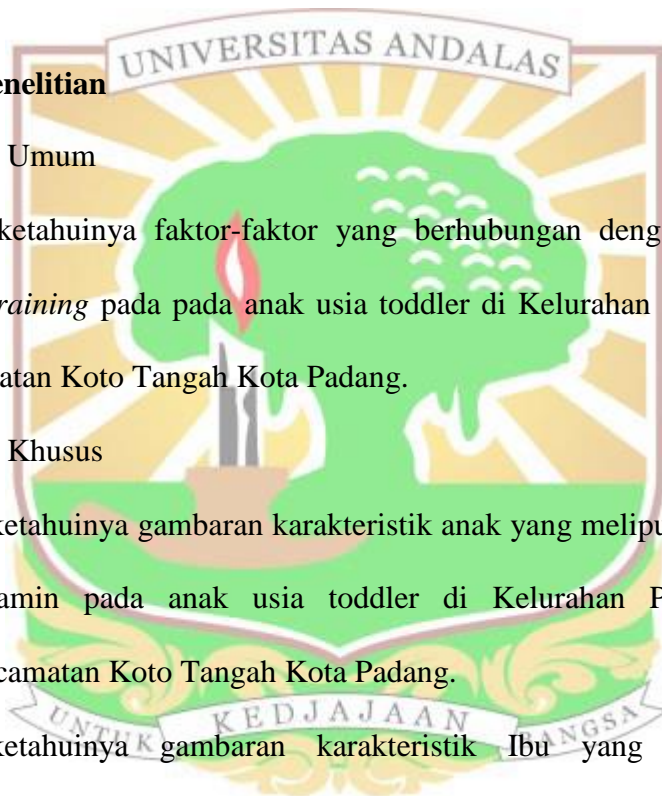 UNIVERSITAS ANDALAS
enelitian
Umum
ketahuinya faktor-faktor yang berhubungan deng
raining pada pada anak usia toddler di Kelurahan
atan Koto Tangah Kota Padang.
Khusus
ketahuinya gambaran karakteristik anak yang melipu
amin pada anak usia toddler di Kelurahan P
camatan Koto Tangah Kota Padang.
UNTUK KEDJAJAAN BANGSA
ketahuinya gambaran karakteristik Ibu yang